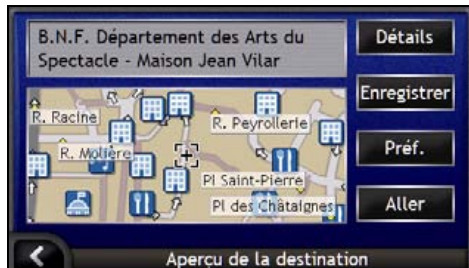 B.N.F. Département des Arts du
Spectacle - Maison Jean Vilar
Détails
Enregistrer
Préf.
Aller
R. Racine
R. Peyrollerie
R. Molière
Pl Saint-Pierre
Pl des Châtaignes
Aperçu de la destination